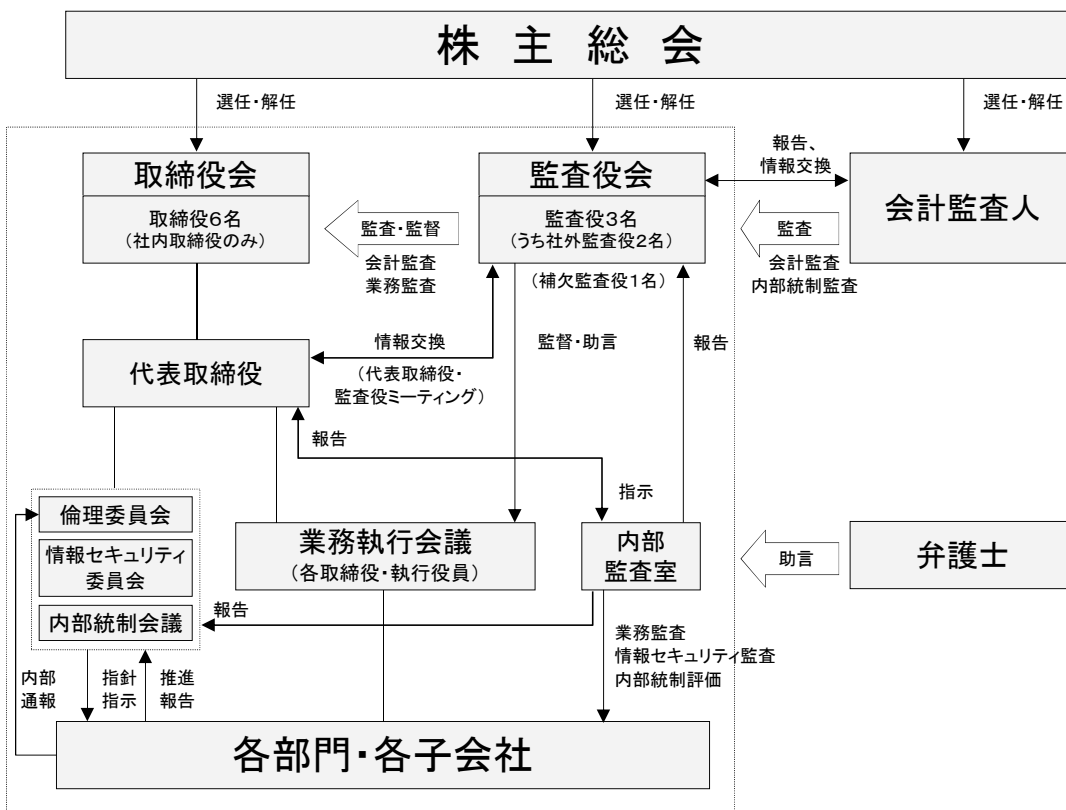 株主総会
選任・解任
選任・解任
選任・解任
取締役会
取締役6名
(社内取締役のみ)
監査・監督
会計監査
業務監査
監査役会
監査役3名
(うち社外監査役2名)
(補欠監査役1名)
報告、
情報交換
監査
会計監査
内部統制監査
会計監査人
代表取締役
情報交換
(代表取締役・
監査役ミーティング)
監督・助言
報告
報告
指示
倫理委員会
情報セキュリティ
委員会
内部統制会議
業務執行会議
(各取締役・執行役員)
内部
監査室
助言
弁護士
報告
業務監査
情報セキュリティ監査
内部統制評価
内部
通報
指針
指示
推進
報告
各部門・各子会社